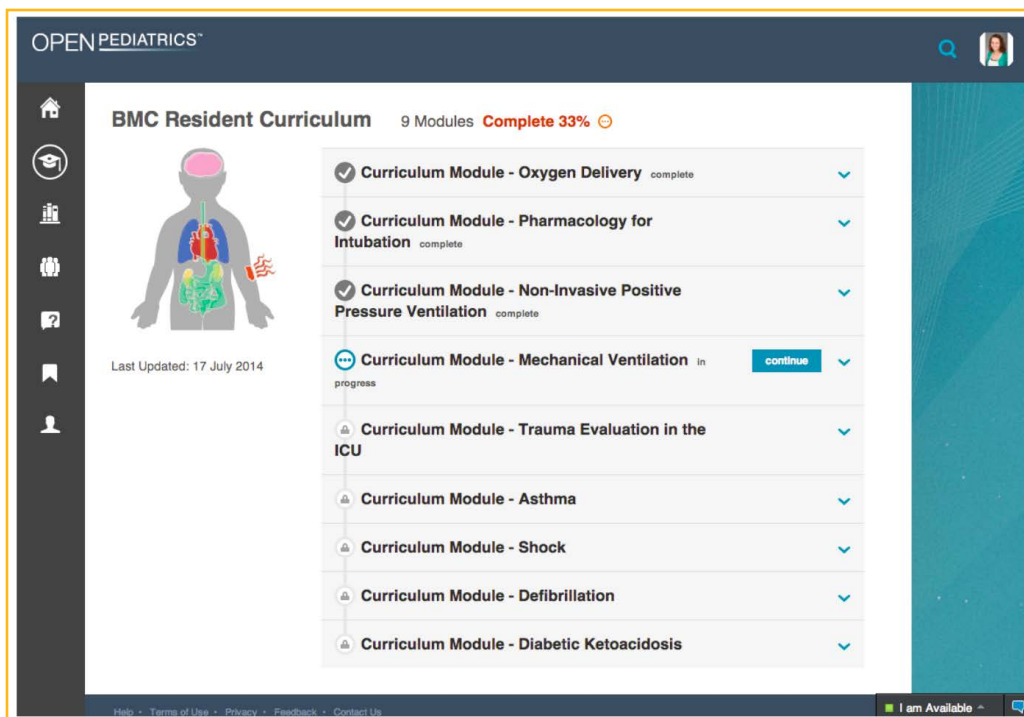 OPENPEDIATRICS™
BMC Resident Curriculum 9 Modules Complete 33%
Curriculum Module - Oxygen Delivery complete
Curriculum Module - Pharmacology for
Intubation complete
Curriculum Module - Non-Invasive Positive
Pressure Ventilation complete
Last Updated: 17 July 2014
Curriculum Module - Mechanical Ventilation in
progress
continue
Curriculum Module - Trauma Evaluation in the
ICU
Curriculum Module - Asthma
Curriculum Module - Shock
Curriculum Module - Defibrillation
Curriculum Module - Diabetic Ketoacidosis
Help • Terms of Use • Privacy • Feedback • Contact Us
I am Available